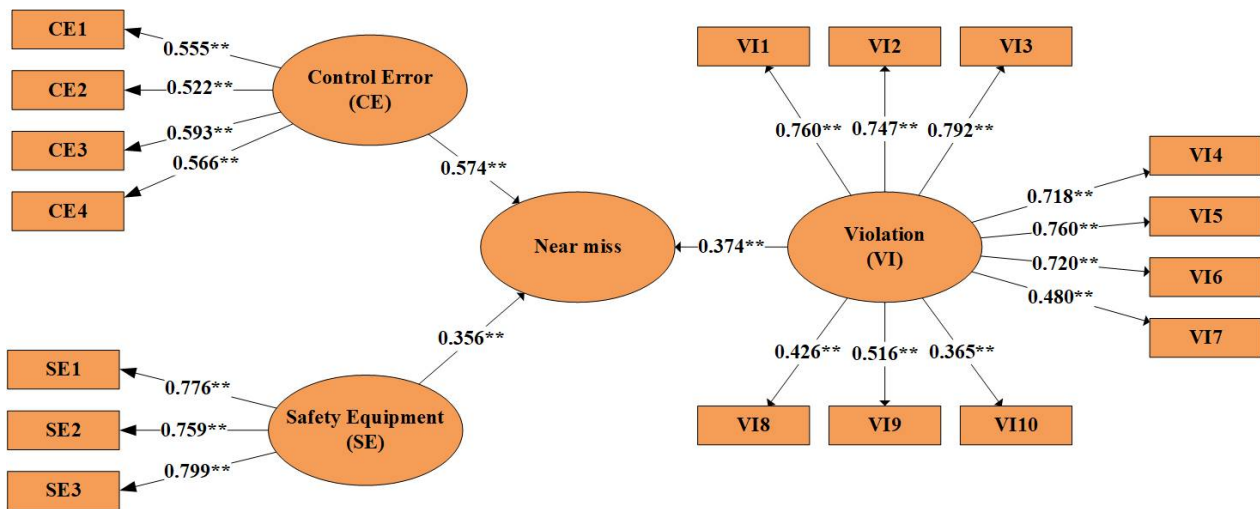 CE1
0.555**
CE2
0.522**
CE3
0.593**
CE4
0.566**
Control Error
(CE)
0.574**
Near miss
SE1
0.776**
SE2
0.759**
SE3
0.799**
Safety Equipment
(SE)
0.356**
VI1
VI2
VI3
0.760**
0.747**
0.792**
Violation
(VI)
0.374**
0.718**
VI4
0.760**
VI5
0.720**
VI6
0.480**
VI7
0.426**
0.516**
0.365**
VI8
VI9
VI10